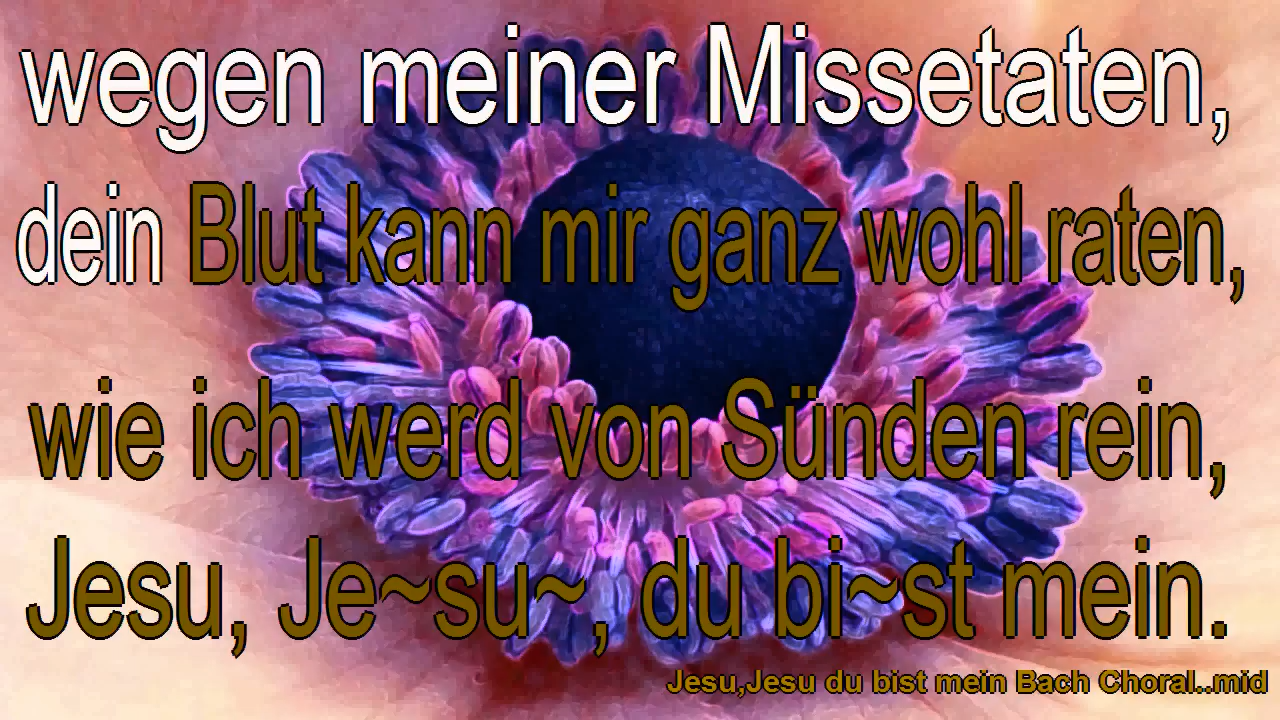 wegen meiner Missetaten,
dein Blut kann mir ganz wohl raten,
wie ich werd von Sünden rein,
Jesu, Je~su~ , du bi~st mein.
Jesu,Jesu du bist mein Bach Choral..mid